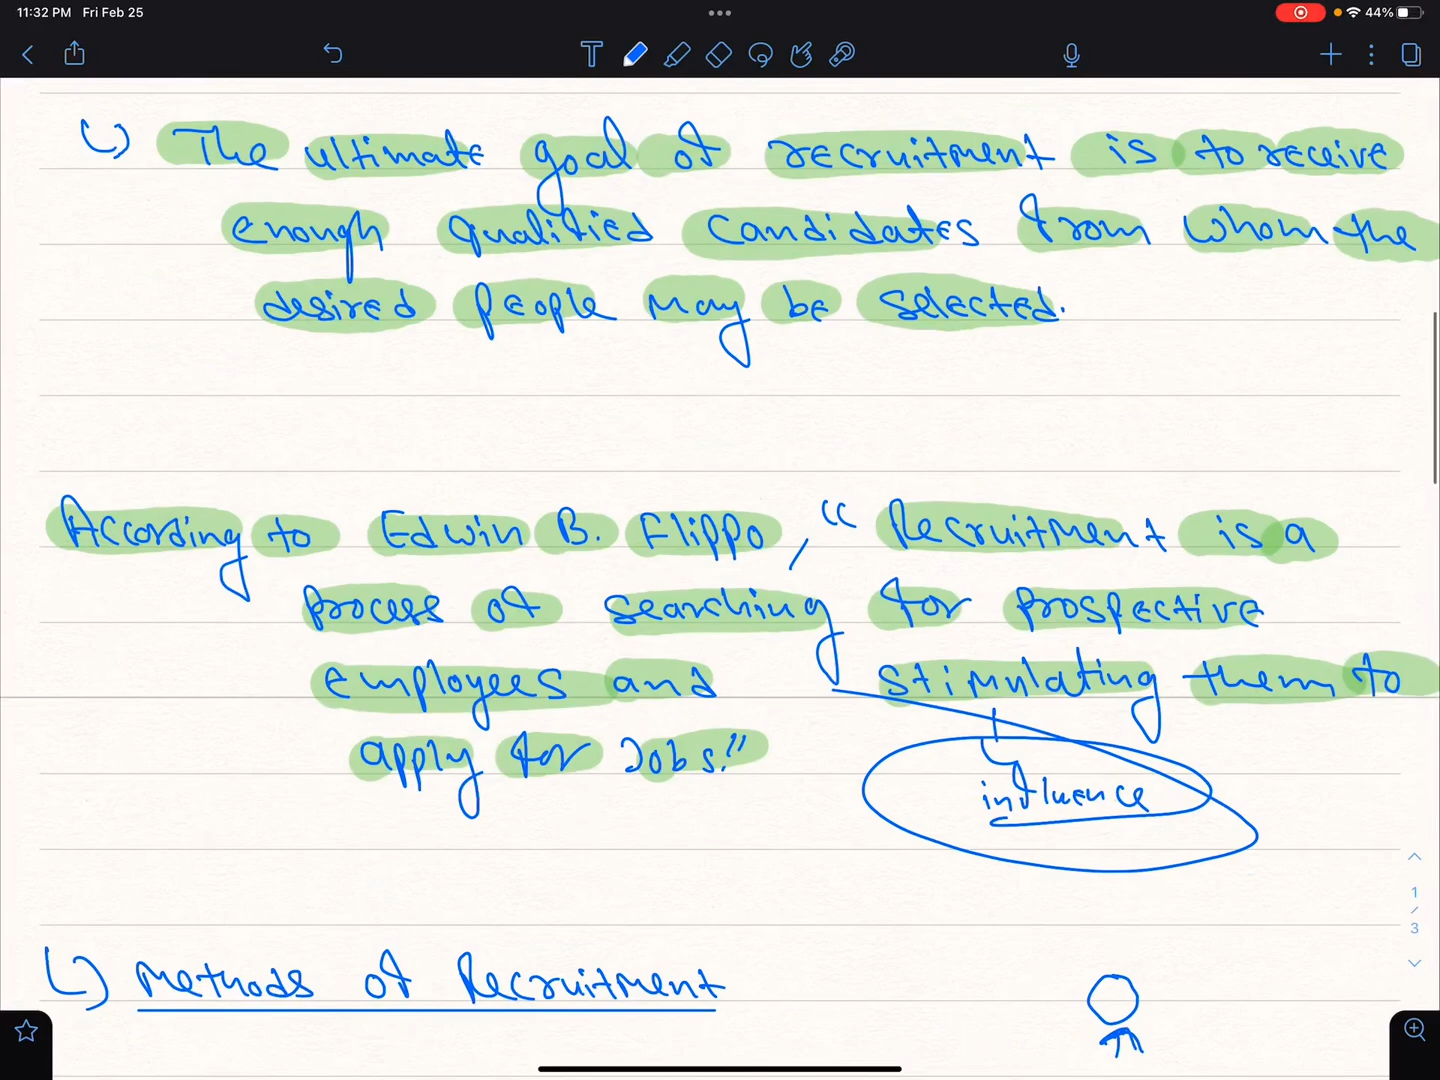 11:32 PM Fri Feb 25
44%
The ultimate goal of recruitment is to receive
enough qualified candidates from whom the
desired people may be selected.
According to Edwin B. Flippo, "Recruitment is a
process of searching for prospective
employees and stimulating them to
apply for Jobs."
influence
1
/
3
Methods of Recruitment